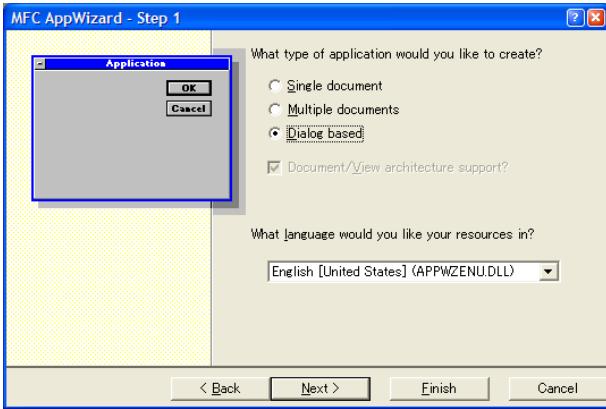 MFC AppWizard - Step 1
Application
OK
Cancel
What type of application would you like to create?
Single document
Multiple documents
Dialog based
Document/View architecture support?
What language would you like your resources in?
English [United States] (APPWZENU.DLL)
< Back
Next >
Finish
Cancel